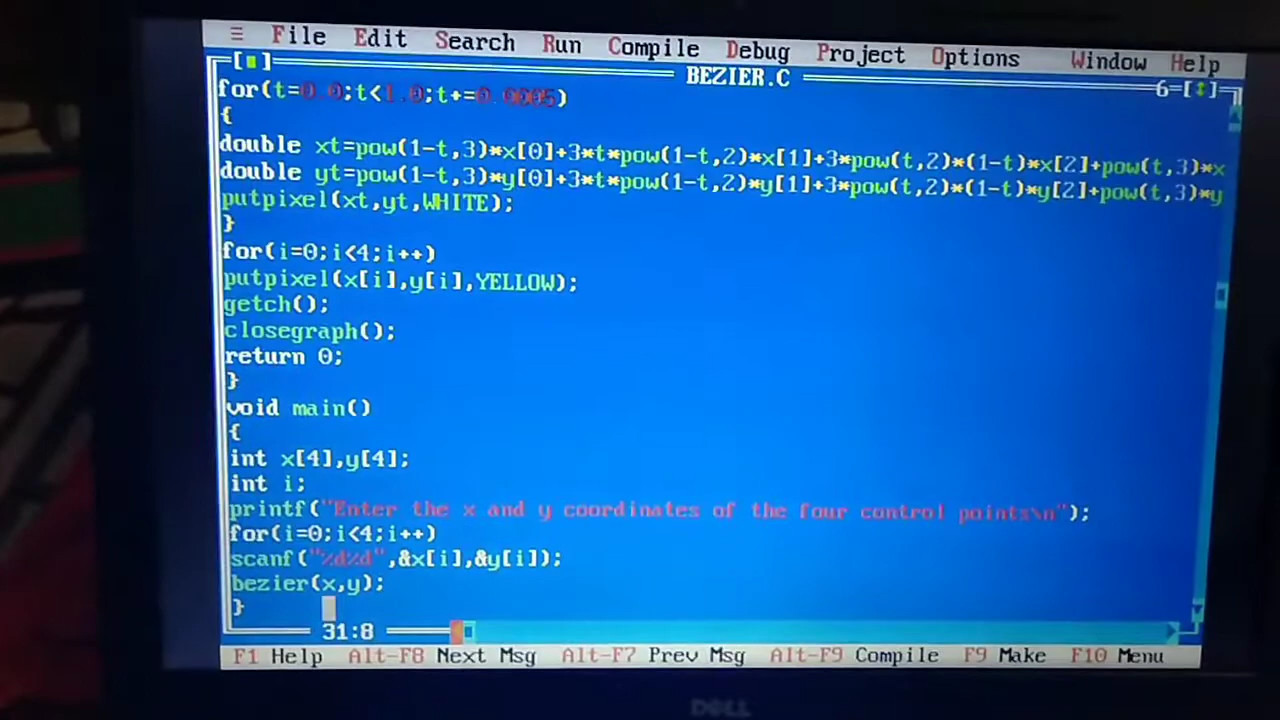 ≡ File Edit Search Run Compile Debug Project Options Window Help
[■] BEZIER.C 6=[↕]
for(t=0.0;t<1.0;t+=0.0005)
{
double xt=pow(1-t,3)*x[0]+3*t*pow(1-t,2)*x[1]+3*pow(t,2)*(1-t)*x[2]+pow(t,3)*x
double yt=pow(1-t,3)*y[0]+3*t*pow(1-t,2)*y[1]+3*pow(t,2)*(1-t)*y[2]+pow(t,3)*y
putpixel(xt,yt,WHITE);
}
for(i=0;i<4;i++)
putpixel(x[i],y[i],YELLOW);
getch();
closegraph();
return 0;
}
void main()
{
int x[4],y[4];
int i;
printf("Enter the x and y coordinates of the four control points\n");
for(i=0;i<4;i++)
scanf("%d%d",&x[i],&y[i]);
bezier(x,y);
}
31:8
F1 Help Alt-F8 Next Msg Alt-F7 Prev Msg Alt-F9 Compile F9 Make F10 Menu
DELL